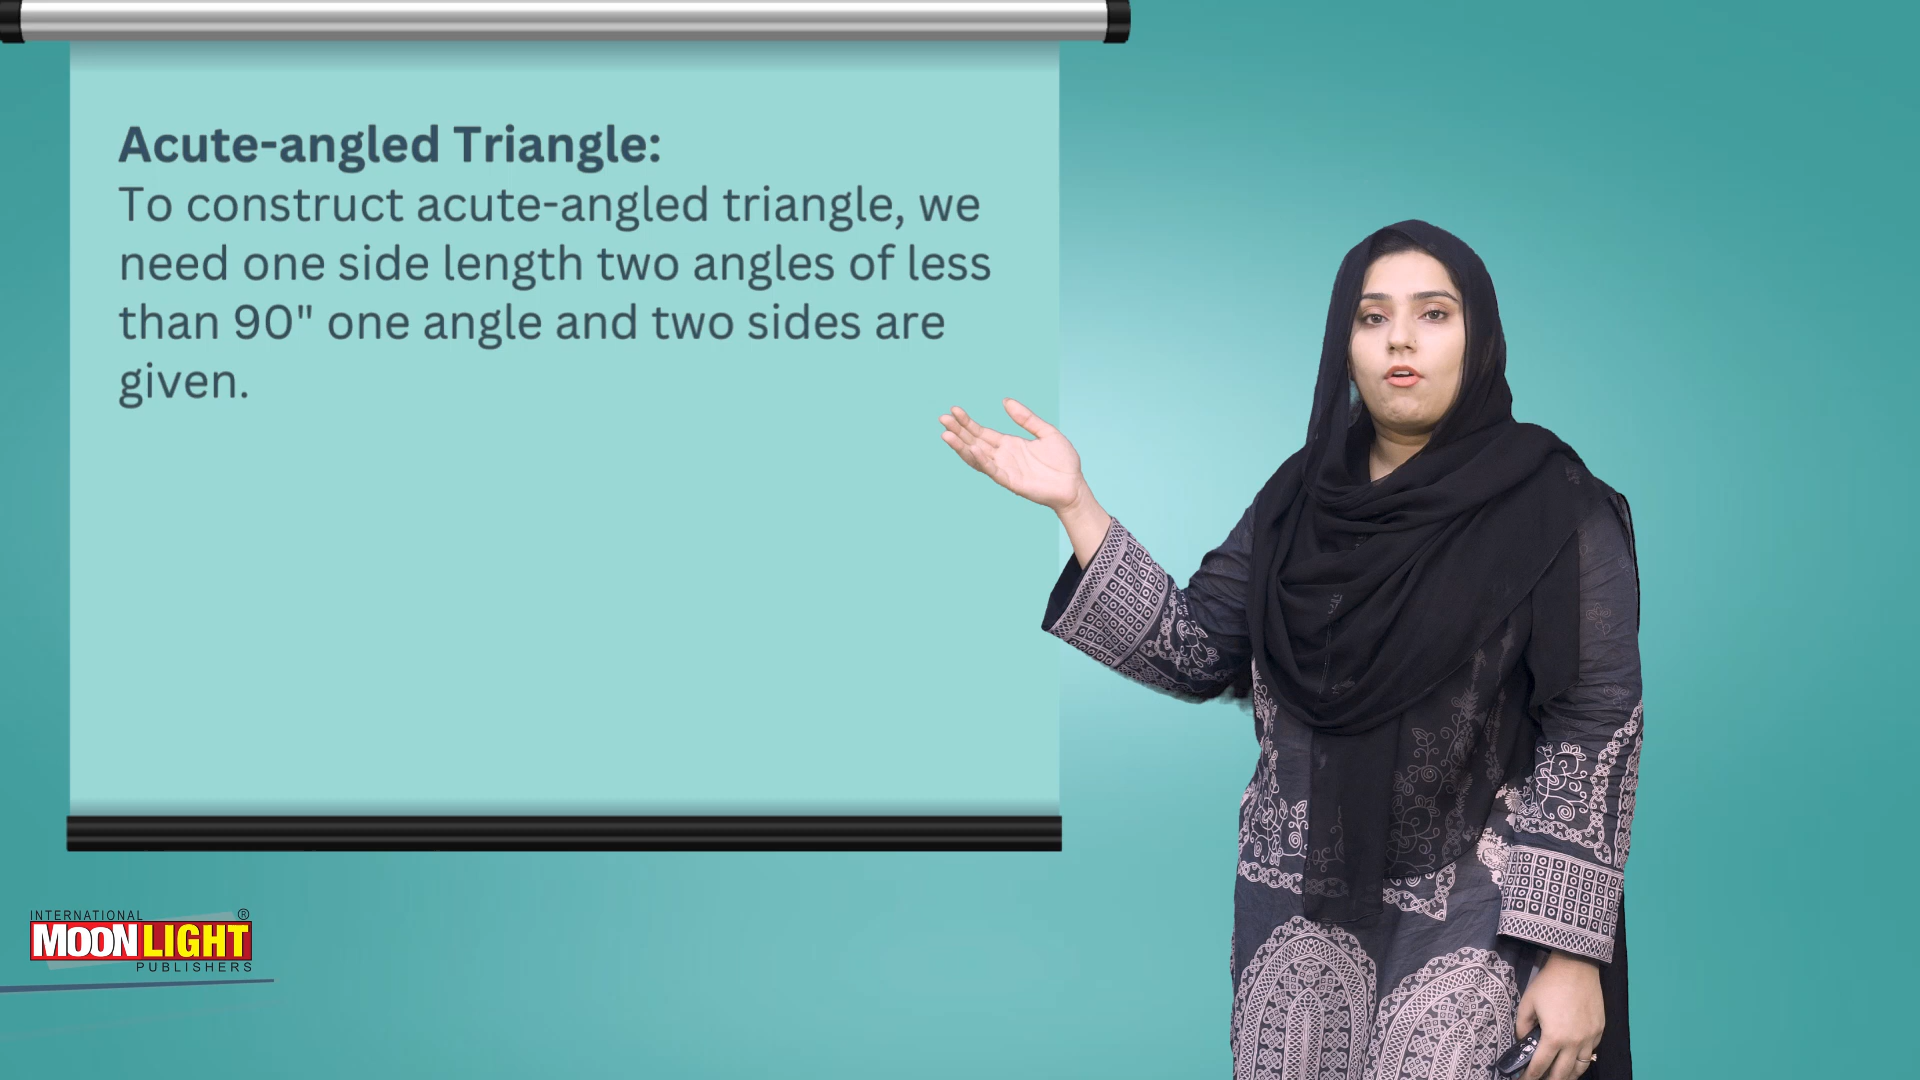 Acute-angled Triangle:
To construct acute-angled triangle, we
need one side length two angles of less
than 90" one angle and two sides are
given.
INTERNATIONAL ®
MOONLIGHT
PUBLISHERS